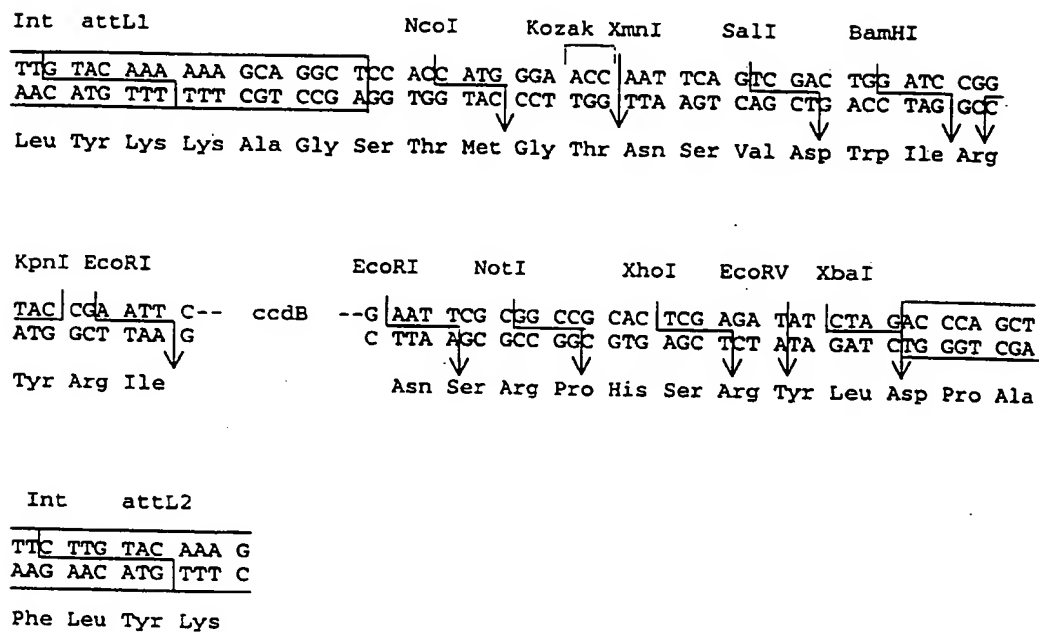 Int attL1 NcoI Kozak XmnI SalI BamHI
TTG TAC AAA AAA GCA GGC TCC ACC ATG GGA ACC AAT TCA GTC GAC TGG ATC CGG
AAC ATG TTT TTT CGT CCG AGG TGG TAC CCT TGG TTA AGT CAG CTG ACC TAG GCC
Leu Tyr Lys Lys Ala Gly Ser Thr Met Gly Thr Asn Ser Val Asp Trp Ile Arg
KpnI EcoRI EcoRI NotI XhoI EcoRV XbaI
TAC CGA ATT C-- ccdB --G AAT TCG CGG CCG CAC TCG AGA TAT CTA GAC CCA GCT
ATG GCT TAA G C TTA AGC GCC GGC GTG AGC TCT ATA GAT CTG GGT CGA
Tyr Arg Ile Asn Ser Arg Pro His Ser Arg Tyr Leu Asp Pro Ala
Int attL2
TTC TTG TAC AAA G
AAG AAC ATG TTT C
Phe Leu Tyr Lys